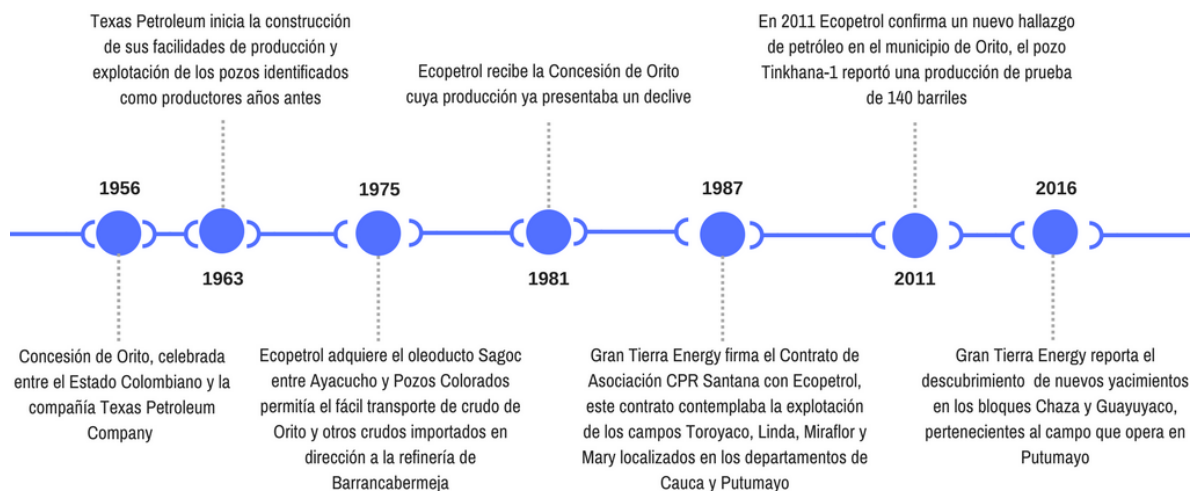 1956
Concesión de Orito, celebrada
entre el Estado Colombiano y la
compañía Texas Petroleum
Company
Texas Petroleum inicia la construcción
de sus facilidades de producción y
explotación de los pozos identificados
como productores años antes
1963
1975
Ecopetrol adquiere el oleoducto Sagoc
entre Ayacucho y Pozos Colorados
permitía el fácil transporte de crudo de
Orito y otros crudos importados en
dirección a la refinería de
Barrancabermeja
Ecopetrol recibe la Concesión de Orito
cuya producción ya presentaba un declive
1981
1987
Gran Tierra Energy firma el Contrato de
Asociación CPR Santana con Ecopetrol,
este contrato contemplaba la explotación
de los campos Toroyaco, Linda, Miraflor y
Mary localizados en los departamentos de
Cauca y Putumayo
En 2011 Ecopetrol confirma un nuevo hallazgo
de petróleo en el municipio de Orito, el pozo
Tinkhana-1 reportó una producción de prueba
de 140 barriles
2011
2016
Gran Tierra Energy reporta el
descubrimiento de nuevos yacimientos
en los bloques Chaza y Guayuyaco,
pertenecientes al campo que opera en
Putumayo